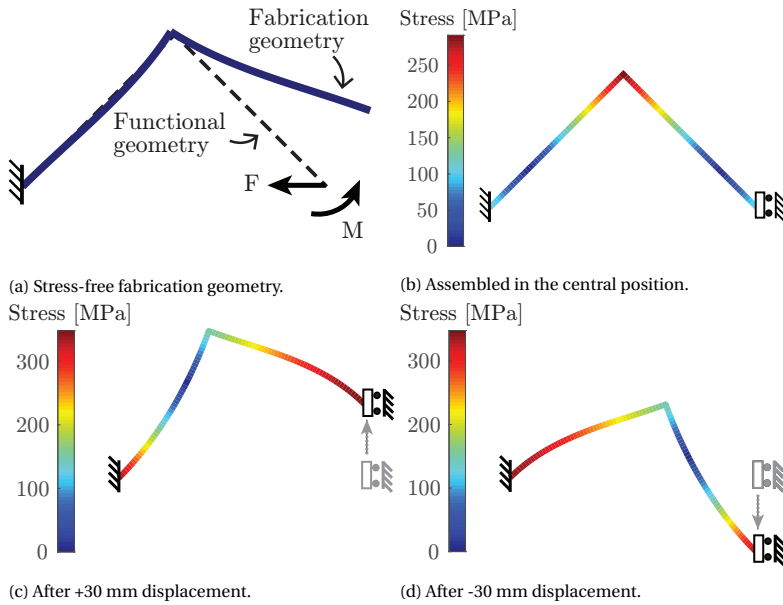 Fabrication
geometry
Functional
geometry
F
M
(a) Stress-free fabrication geometry.
Stress [MPa]
250
200
150
100
50
0
(b) Assembled in the central position.
Stress [MPa]
300
200
100
0
(c) After +30 mm displacement.
Stress [MPa]
300
200
100
0
(d) After -30 mm displacement.